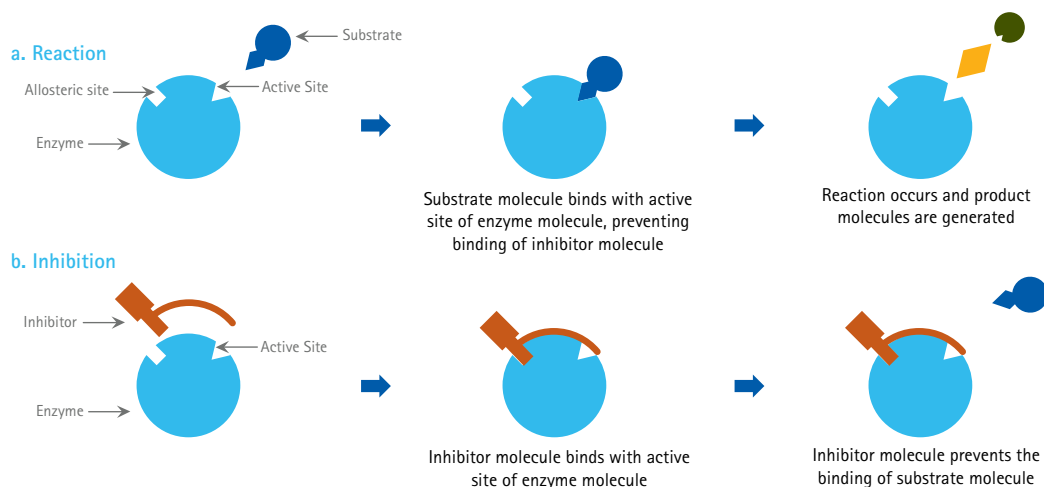 a. Reaction
Substrate
Allosteric site
Active Site
Enzyme
Substrate molecule binds with active
site of enzyme molecule, preventing
binding of inhibitor molecule
Reaction occurs and product
molecules are generated
b. Inhibition
Inhibitor
Active Site
Enzyme
Inhibitor molecule binds with active
site of enzyme molecule
Inhibitor molecule prevents the
binding of substrate molecule